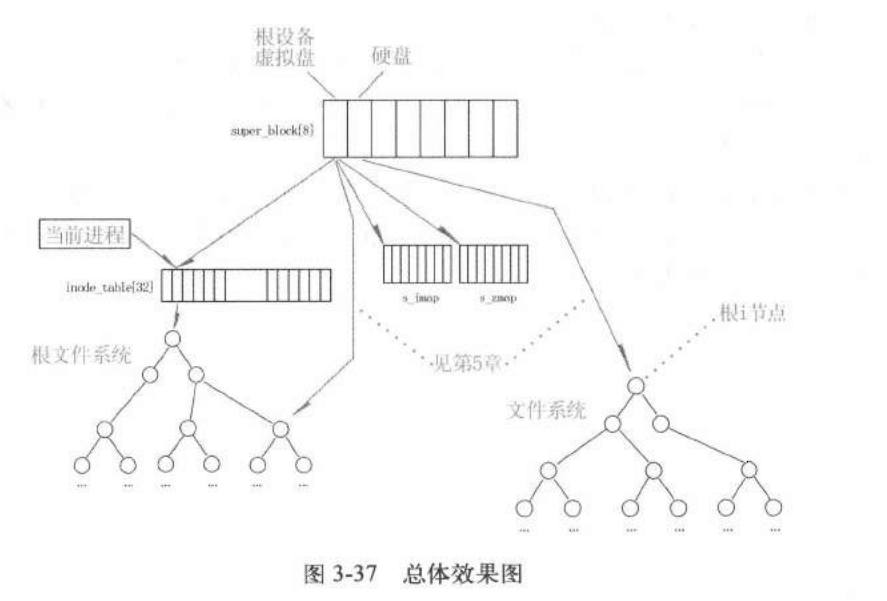 根设备
虚拟盘
硬盘
super_block[8]
当前进程
inode_table[32]
s_imap
s_zmap
根i节点
根文件系统
见第5章
文件系统
... ... ... ... ... ...
... ... ... ... ... ...
图 3-37 总体效果图